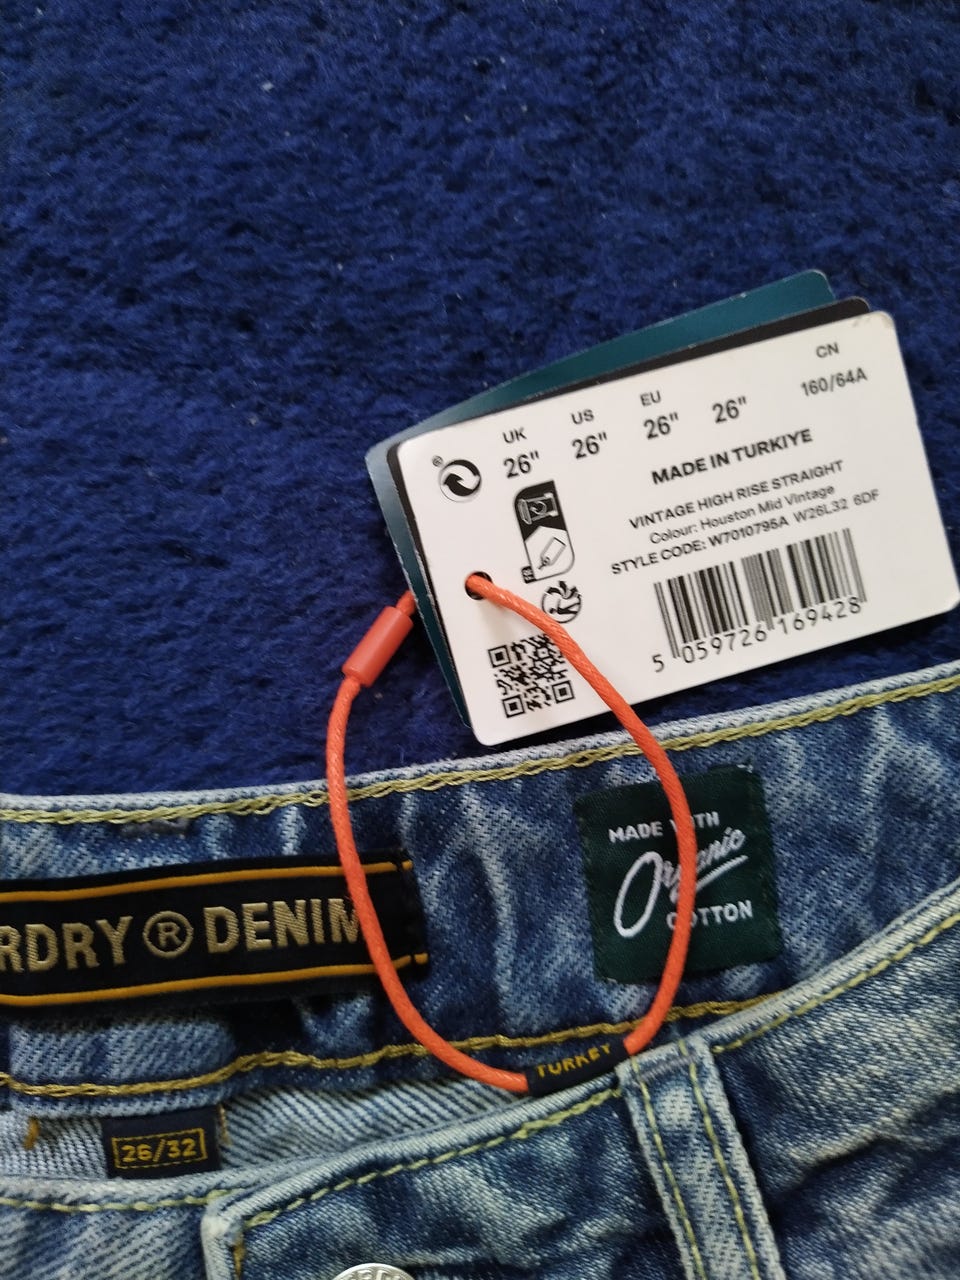 CN
160/64A
UK
26"
US
26"
EU
26"
26"
MADE IN TURKIYE
VINTAGE HIGH RISE STRAIGHT
Colour: Houston Mid Vintage
STYLE CODE: W7010795A W26L32 6DF
5 059726 169428
MADE WITH
Organic
COTTON
RDRY ® DENIM
TURKEY
26/32